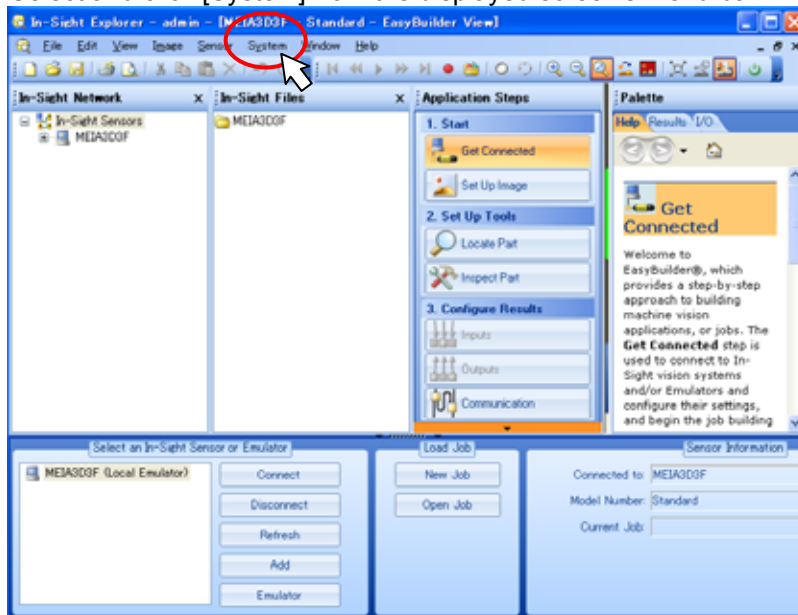 In-Sight Explorer - admin - [MEIA3D3F - Standard - EasyBuilder View]
File Edit View Image Sensor System Window Help
In-Sight Network x
In-Sight Sensors
MEIA3D3F
In-Sight Files x
MEIA3D3F
Application Steps
1. Start
Get Connected
Set Up Image
2. Set Up Tools
Locate Part
Inspect Part
3. Configure Results
Inputs
Outputs
Communication
Palette
Help Results I/O
Get
Connected
Welcome to
EasyBuilder®, which
provides a step-by-step
approach to building
machine vision
applications, or jobs. The
Get Connected step is
used to connect to In-
Sight vision systems
and/or Emulators and
configure their settings,
and begin the job building
Select an In-Sight Sensor or Emulator
MEIA3D3F (Local Emulator)
Connect
Disconnect
Refresh
Add
Emulator
Load Job
New Job
Open Job
Sensor Information
Connected to: MEIA3D3F
Model Number: Standard
Current Job: